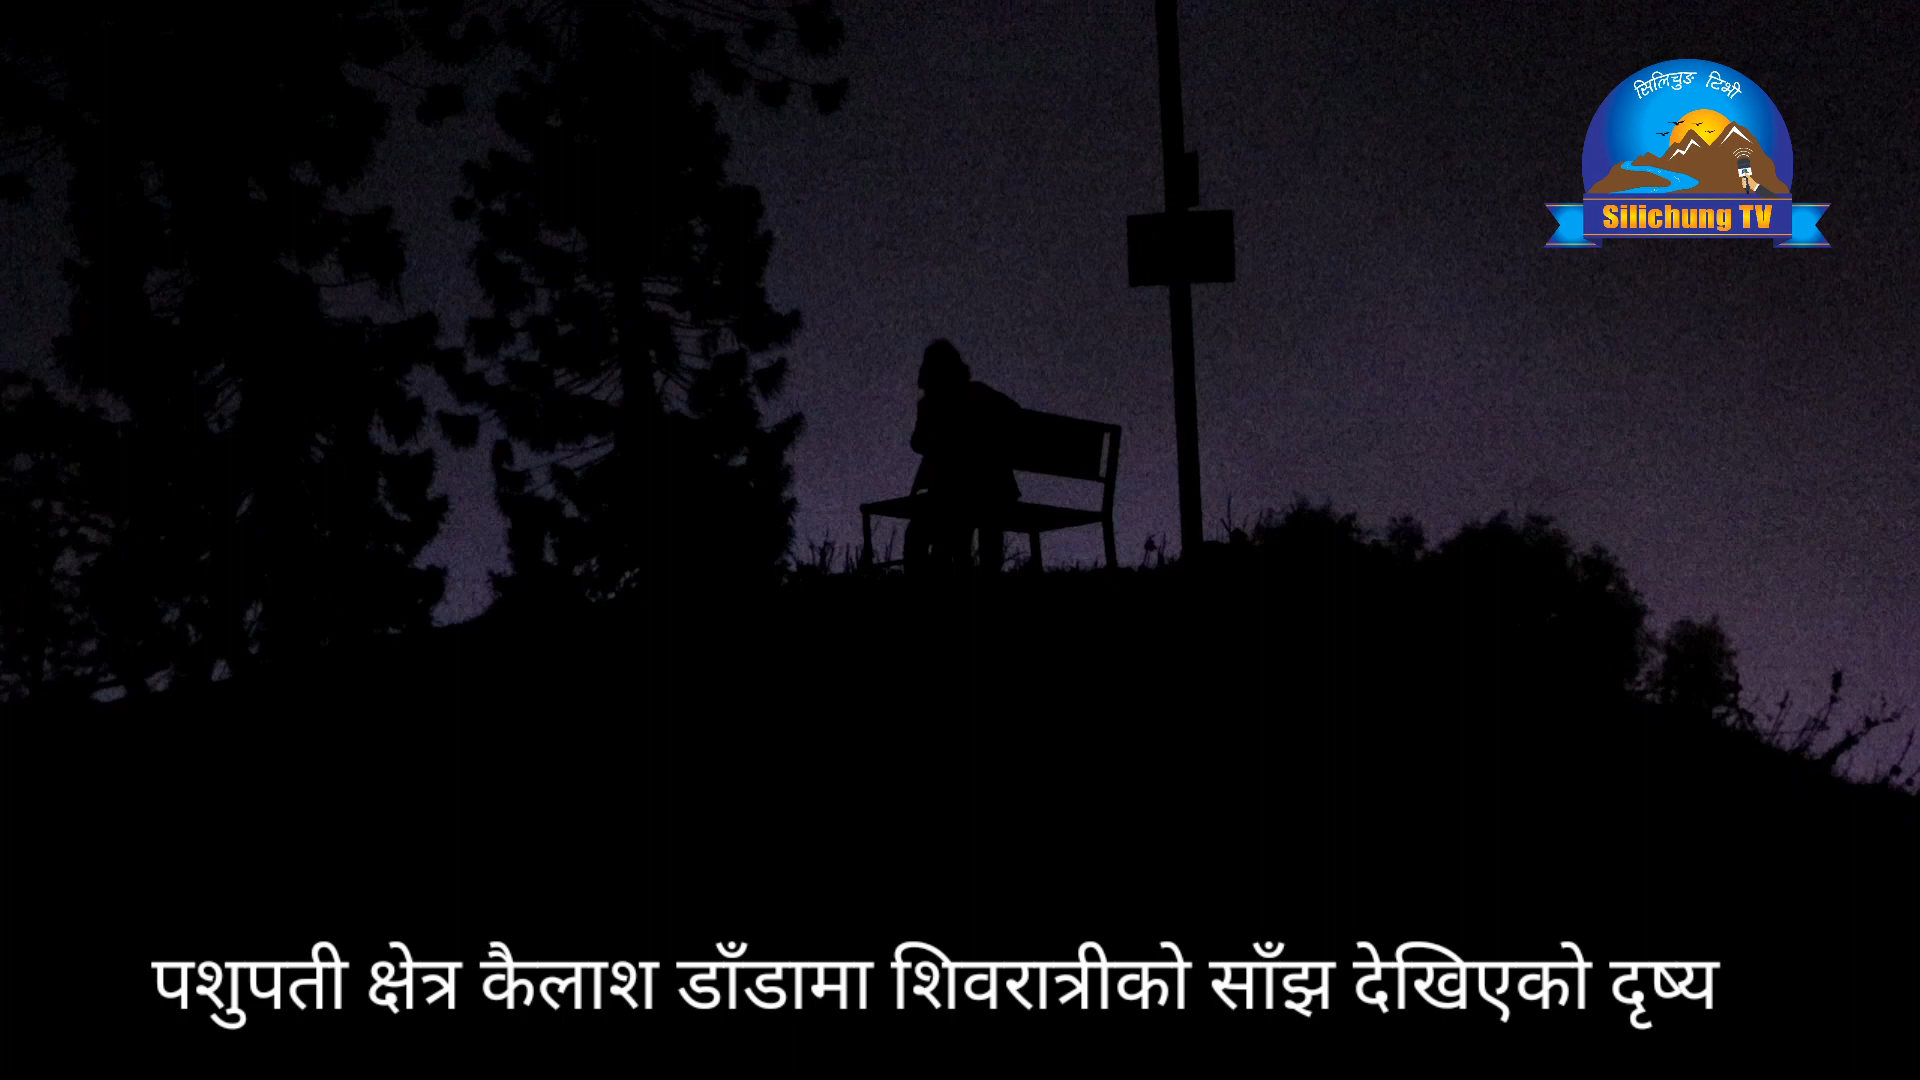 सिलिचुङ टिभी
Silichung TV
पशुपती क्षेत्र कैलाश डाँडामा शिवरात्रीको साँझ देखिएको दृष्य